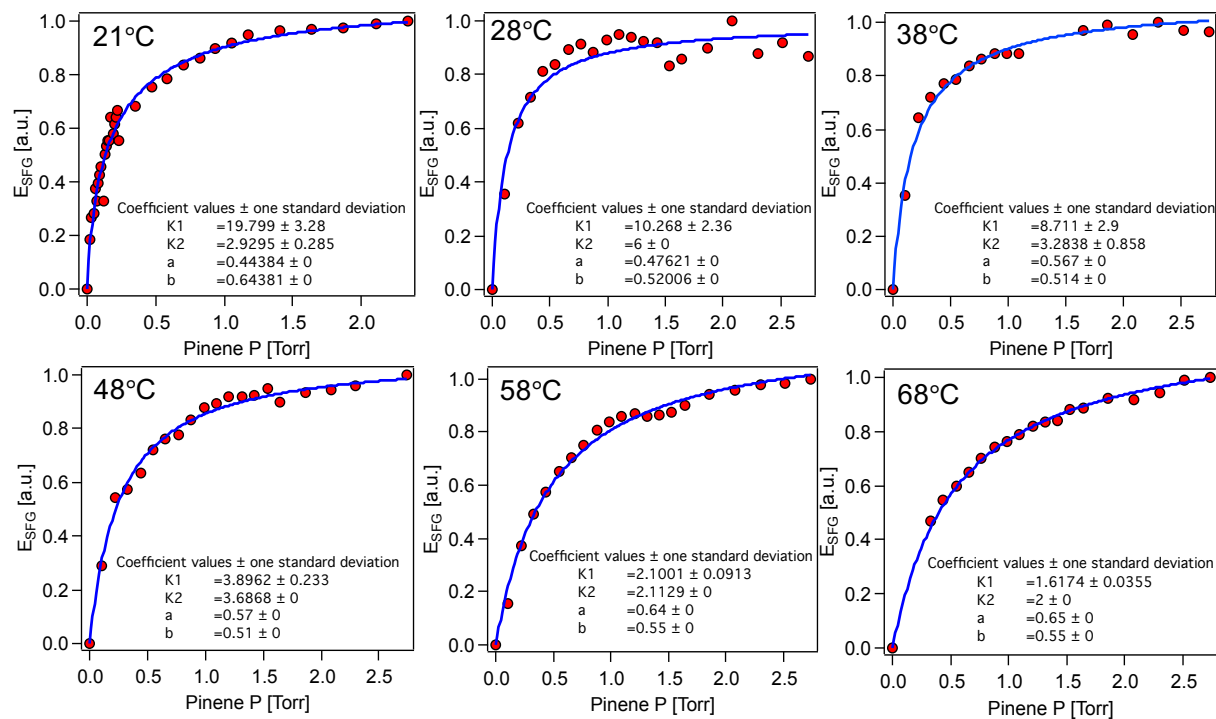 21°C
1.0
0.8
0.6
0.4
0.2
0.0
E_SFG [a.u.]
Coefficient values ± one standard deviation
K1 =19.799 ± 3.28
K2 =2.9295 ± 0.285
a =0.44384 ± 0
b =0.64381 ± 0
0.0 0.5 1.0 1.5 2.0
Pinene P [Torr]
28°C
1.0
0.8
0.6
0.4
0.2
0.0
E_SFG [a.u.]
Coefficient values ± one standard deviation
K1 =10.268 ± 2.36
K2 =6 ± 0
a =0.47621 ± 0
b =0.52006 ± 0
0.0 0.5 1.0 1.5 2.0 2.5
Pinene P [Torr]
38°C
1.0
0.8
0.6
0.4
0.2
0.0
E_SFG [a.u.]
Coefficient values ± one standard deviation
K1 =8.711 ± 2.9
K2 =3.2838 ± 0.858
a =0.567 ± 0
b =0.514 ± 0
0.0 0.5 1.0 1.5 2.0 2.5
Pinene P [Torr]
48°C
1.0
0.8
0.6
0.4
0.2
0.0
E_SFG [a.u.]
Coefficient values ± one standard deviation
K1 =3.8962 ± 0.233
K2 =3.6868 ± 0
a =0.57 ± 0
b =0.51 ± 0
0.0 0.5 1.0 1.5 2.0 2.5
Pinene P [Torr]
58°C
1.0
0.8
0.6
0.4
0.2
0.0
E_SFG [a.u.]
Coefficient values ± one standard deviation
K1 =2.1001 ± 0.0913
K2 =2.1129 ± 0
a =0.64 ± 0
b =0.55 ± 0
0.0 0.5 1.0 1.5 2.0 2.5
Pinene P [Torr]
68°C
1.0
0.8
0.6
0.4
0.2
0.0
E_SFG [a.u.]
Coefficient values ± one standard deviation
K1 =1.6174 ± 0.0355
K2 =2 ± 0
a =0.65 ± 0
b =0.55 ± 0
0.0 0.5 1.0 1.5 2.0 2.5
Pinene P [Torr]